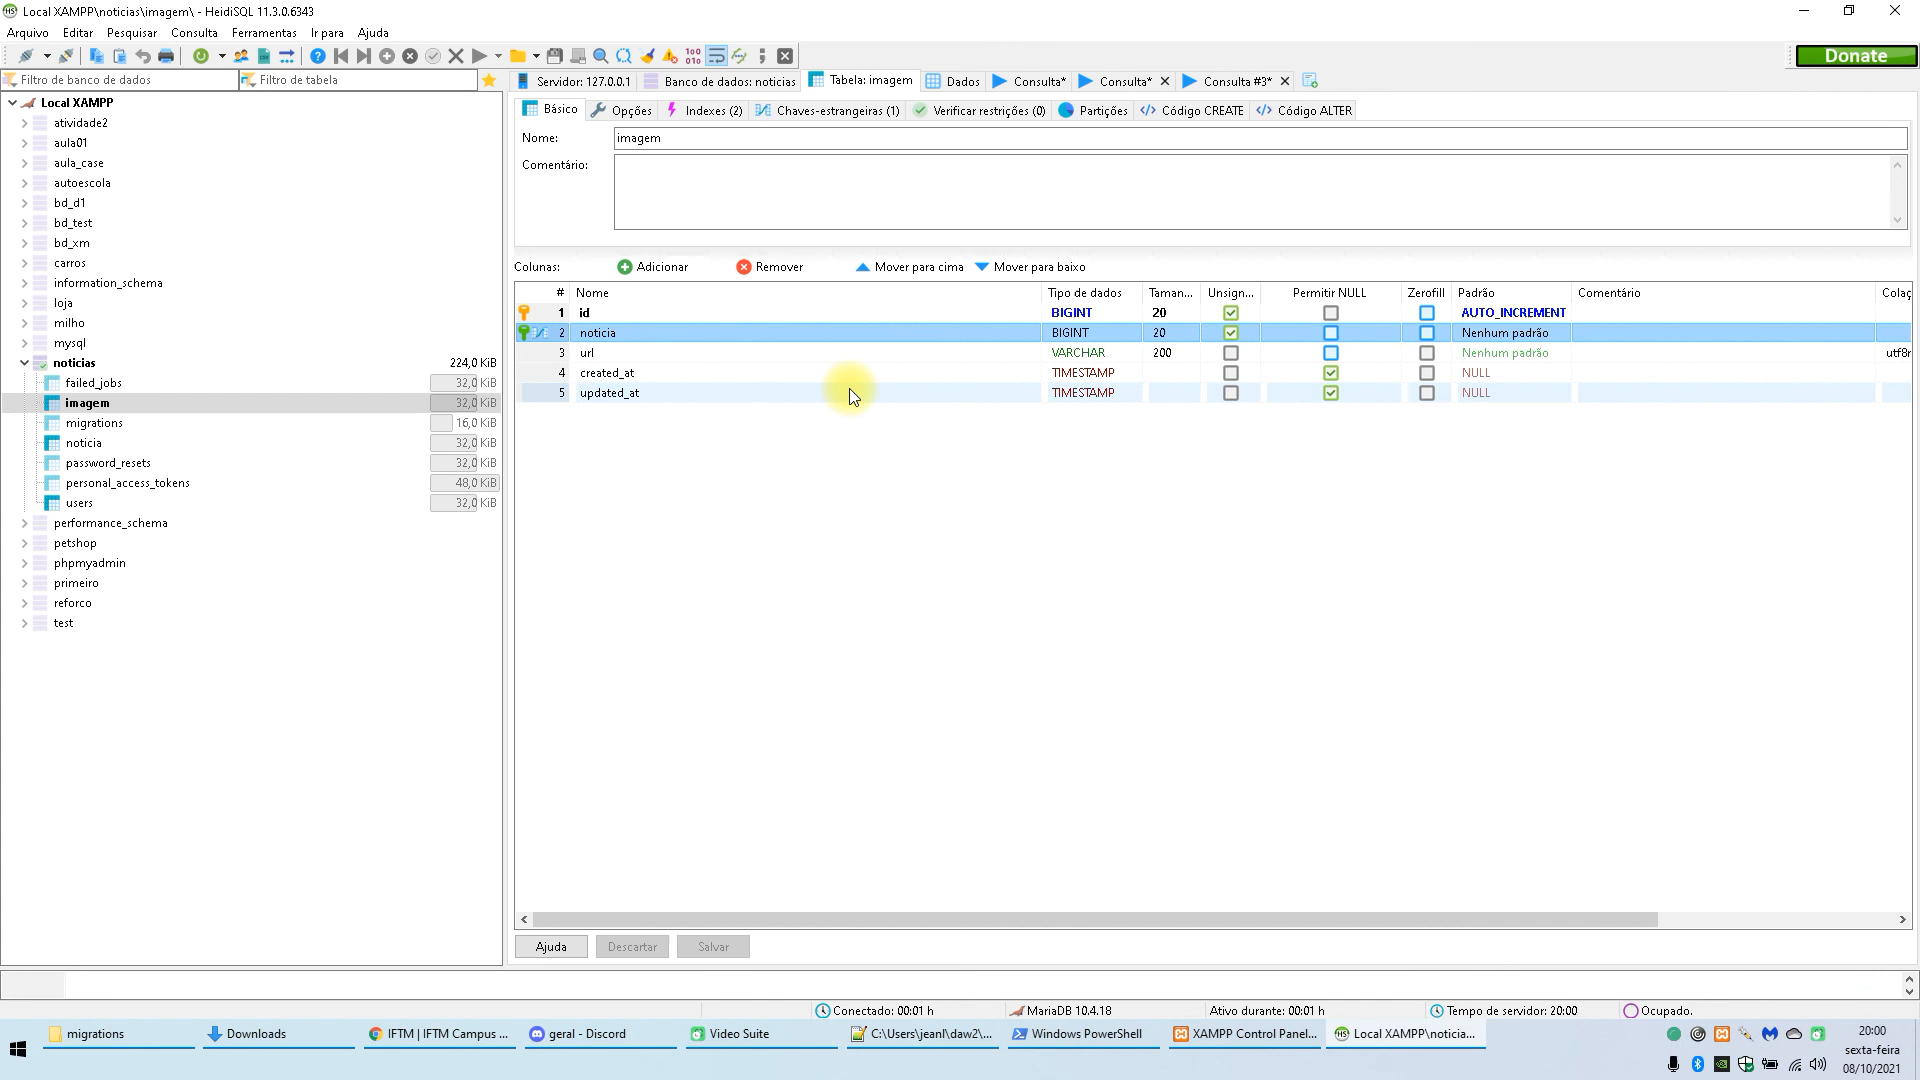 Local XAMPP\noticias\imagem\ - HeidiSQL 11.3.0.6343
Arquivo Editar Pesquisar Consulta Ferramentas Ir para Ajuda
Donate
Filtro de banco de dados Filtro de tabela
Servidor: 127.0.0.1 Banco de dados: noticias Tabela: imagem Dados Consulta* Consulta* Consulta #3*
Local XAMPP
atividade2
aula01
aula_case
autoescola
bd_d1
bd_test
bd_xm
carros
information_schema
loja
milho
mysql
noticias 224,0 KiB
failed_jobs 32,0 KiB
imagem 32,0 KiB
migrations 16,0 KiB
noticia 32,0 KiB
password_resets 32,0 KiB
personal_access_tokens 48,0 KiB
users 32,0 KiB
performance_schema
petshop
phpmyadmin
primeiro
reforco
test
Básico Opções Indexes (2) Chaves-estrangeiras (1) Verificar restrições (0) Partições Código CREATE Código ALTER
Nome: imagem
Comentário:
Colunas: Adicionar Remover Mover para cima Mover para baixo
# Nome Tipo de dados Taman... Unsign... Permitir NULL Zerofill Padrão Comentário Colaç
1 id BIGINT 20 AUTO_INCREMENT
2 noticia BIGINT 20 Nenhum padrão
3 url VARCHAR 200 Nenhum padrão utf8r
4 created_at TIMESTAMP NULL
5 updated_at TIMESTAMP NULL
Ajuda Descartar Salvar
Conectado: 00:01 h MariaDB 10.4.18 Ativo durante: 00:01 h Tempo de servidor: 20:00 Ocupado.
migrations Downloads IFTM | IFTM Campus ... geral - Discord Video Suite C:\Users\jeanl\daw2\... Windows PowerShell XAMPP Control Panel... Local XAMPP\noticia...
20:00
sexta-feira
08/10/2021